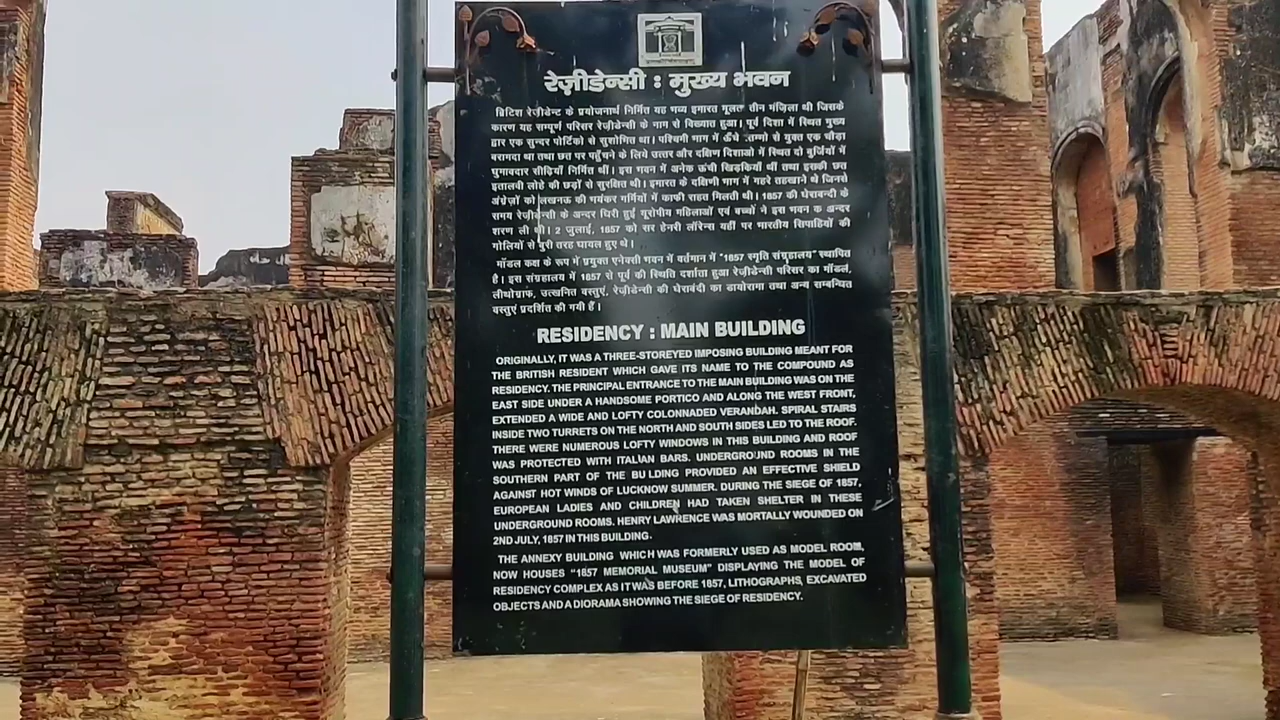 रेज़ीडेन्सी : मुख्य भवन
ब्रिटिश रेज़ीडेन्ट के प्रयोजनार्थ निर्मित यह भव्य इमारत मूलतः तीन मंज़िला थी जिसके
कारण यह सम्पूर्ण परिसर रेज़ीडेन्सी के नाम से विख्यात हुआ। पूर्व दिशा में स्थित मुख्य
द्वार एक सुन्दर पोर्टिको से सुशोभित था। पश्चिमी भाग में ऊँचे स्तम्भो से युक्त एक चौड़ा
बरामदा था तथा छत पर पहुँचने के लिये उत्तर और दक्षिण दिशाओ में स्थित दो बुर्जियों में
घुमावदार सीढ़ियाँ निर्मित थीं। इस भवन में अनेक ऊंची खिड़कियाँ थीं तथा इसकी छत
इतालवी लोहे की छड़ों से सुरक्षित थी। इमारत के दक्षिणी भाग में गहरे तहखाने थे जिनसे
अंग्रेज़ों को लखनऊ की भयंकर गर्मियों में काफी राहत मिलती थी। 1857 की घेराबन्दी के
समय रेज़ीडेन्सी के अन्दर घिरी हुई यूरोपीय महिलाओं एवं बच्चों ने इस भवन के अन्दर
शरण ली थी। 2 जुलाई, 1857 को सर हेनरी लॉरेन्स यहीं पर भारतीय सिपाहियों की
गोलियों से बुरी तरह घायल हुए थे।
मॉडल कक्ष के रूप में प्रयुक्त एनेक्सी भवन में वर्तमान में "1857 स्मृति संग्रहालय" स्थापित
है। इस संग्रहालय में 1857 से पूर्व की स्थिति दर्शाता हुआ रेज़ीडेन्सी परिसर का मॉडल,
लीथोग्राफ, उत्खनित वस्तुएं, रेज़ीडेन्सी की घेराबंदी का डायोरामा तथा अन्य सम्बन्धित
वस्तुएं प्रदर्शित की गयी हैं।
RESIDENCY : MAIN BUILDING
ORIGINALLY, IT WAS A THREE-STOREYED IMPOSING BUILDING MEANT FOR
THE BRITISH RESIDENT WHICH GAVE ITS NAME TO THE COMPOUND AS
RESIDENCY. THE PRINCIPAL ENTRANCE TO THE MAIN BUILDING WAS ON THE
EAST SIDE UNDER A HANDSOME PORTICO AND ALONG THE WEST FRONT,
EXTENDED A WIDE AND LOFTY COLONNADED VERANDAH. SPIRAL STAIRS
INSIDE TWO TURRETS ON THE NORTH AND SOUTH SIDES LED TO THE ROOF.
THERE WERE NUMEROUS LOFTY WINDOWS IN THIS BUILDING AND ROOF
WAS PROTECTED WITH ITALIAN BARS. UNDERGROUND ROOMS IN THE
SOUTHERN PART OF THE BUILDING PROVIDED AN EFFECTIVE SHIELD
AGAINST HOT WINDS OF LUCKNOW SUMMER. DURING THE SIEGE OF 1857,
EUROPEAN LADIES AND CHILDREN HAD TAKEN SHELTER IN THESE
UNDERGROUND ROOMS. HENRY LAWRENCE WAS MORTALLY WOUNDED ON
2ND JULY, 1857 IN THIS BUILDING.
THE ANNEXY BUILDING WHICH WAS FORMERLY USED AS MODEL ROOM,
NOW HOUSES "1857 MEMORIAL MUSEUM" DISPLAYING THE MODEL OF
RESIDENCY COMPLEX AS IT WAS BEFORE 1857, LITHOGRAPHS, EXCAVATED
OBJECTS AND A DIORAMA SHOWING THE SIEGE OF RESIDENCY.